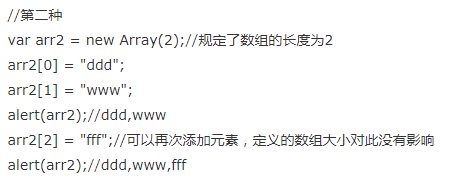 //第二种
var arr2 = new Array(2);//规定了数组的长度为2
arr2[0] = "ddd";
arr2[1] = "www";
alert(arr2);//ddd,www
arr2[2] = "fff";//可以再次添加元素，定义的数组大小对此没有影响
alert(arr2);//ddd,www,fff